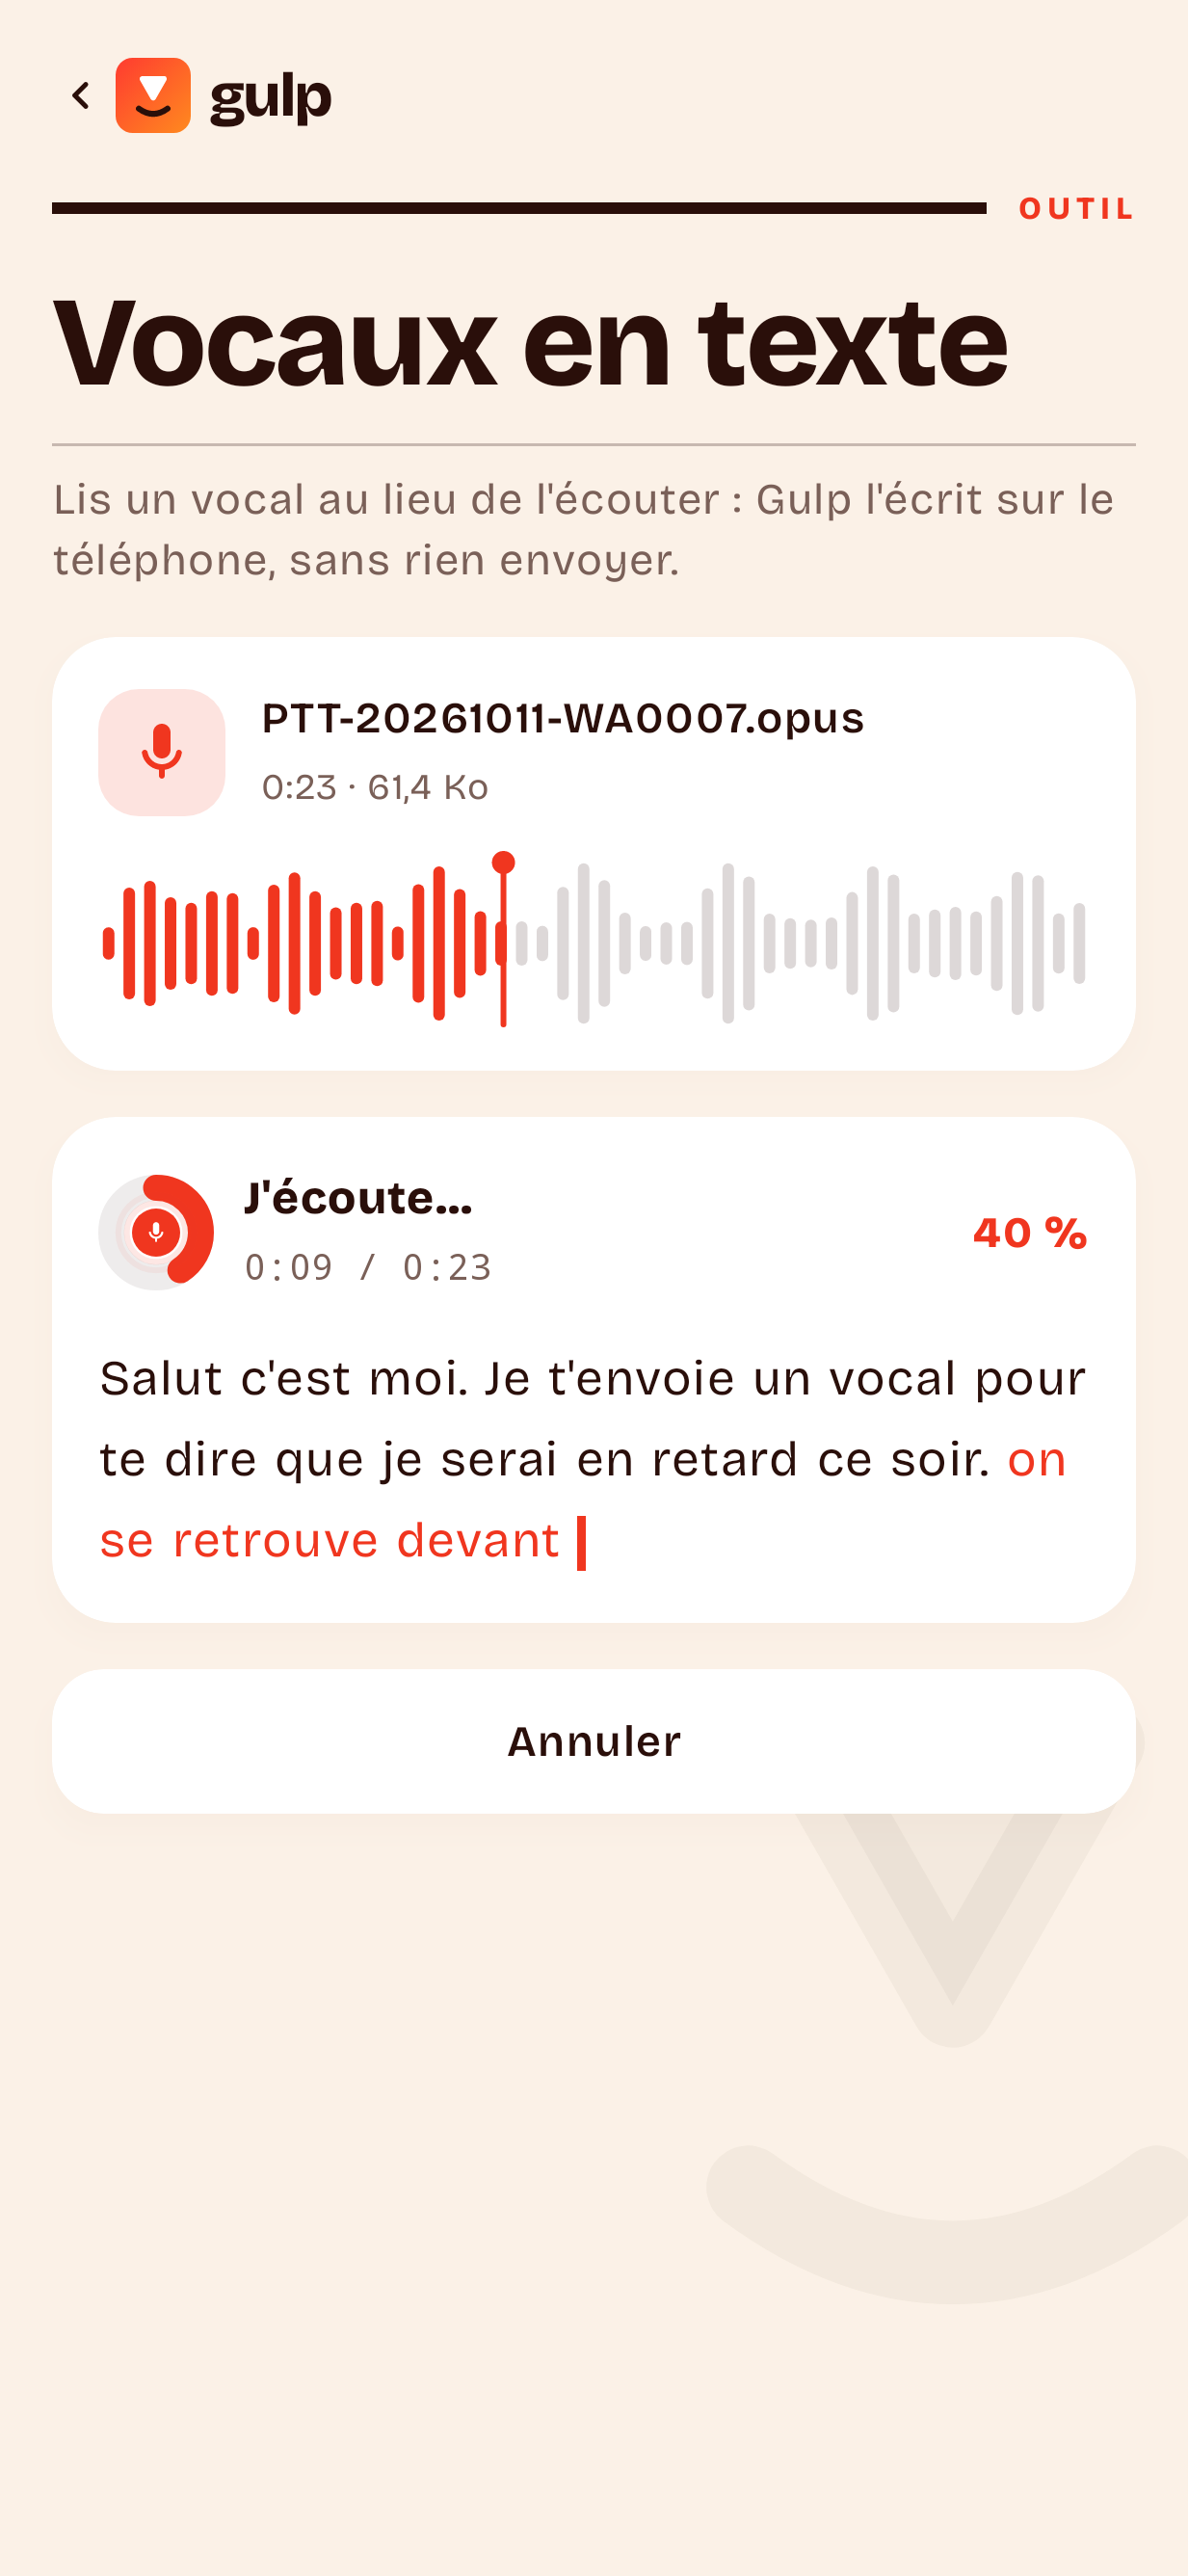 gulp
OUTIL
Vocaux en texte
Lis un vocal au lieu de l'écouter : Gulp l'écrit sur le
téléphone, sans rien envoyer.
PTT-20261011-WA0007.opus
0:23 · 61,4 Ko
J'écoute...
0:09 / 0:23
40 %
Salut c'est moi. Je t'envoie un vocal pour
te dire que je serai en retard ce soir. on
se retrouve devant
Annuler